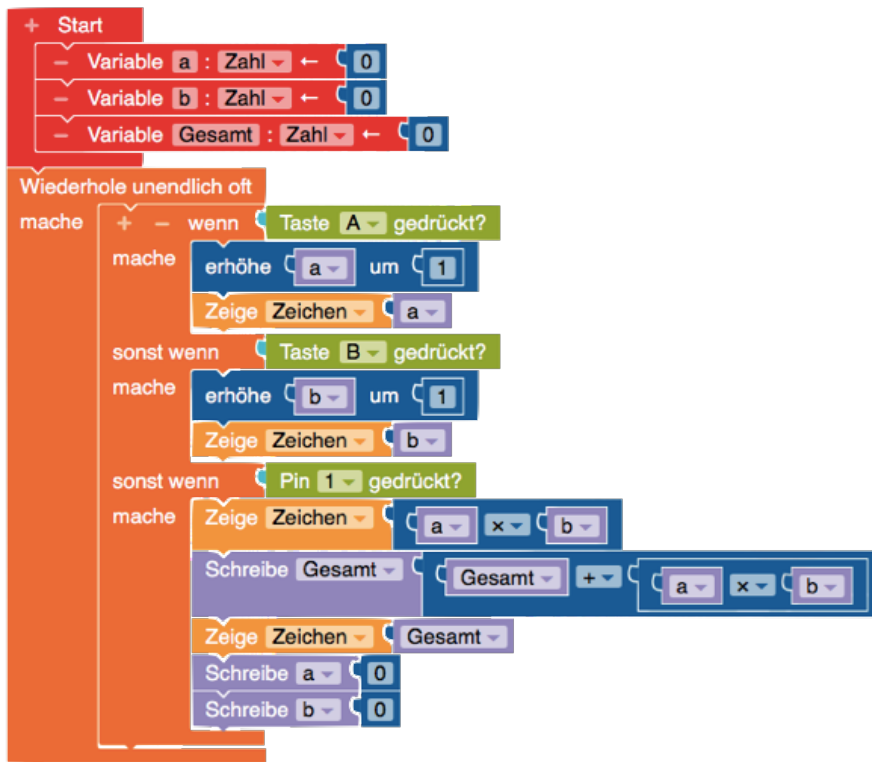 + Start
– Variable a : Zahl ← 0
– Variable b : Zahl ← 0
– Variable Gesamt : Zahl ← 0
Wiederhole unendlich oft
mache + – wenn Taste A gedrückt?
mache erhöhe a um 1
Zeige Zeichen a
sonst wenn Taste B gedrückt?
mache erhöhe b um 1
Zeige Zeichen b
sonst wenn Pin 1 gedrückt?
mache Zeige Zeichen a × b
Schreibe Gesamt Gesamt + a × b
Zeige Zeichen Gesamt
Schreibe a 0
Schreibe b 0